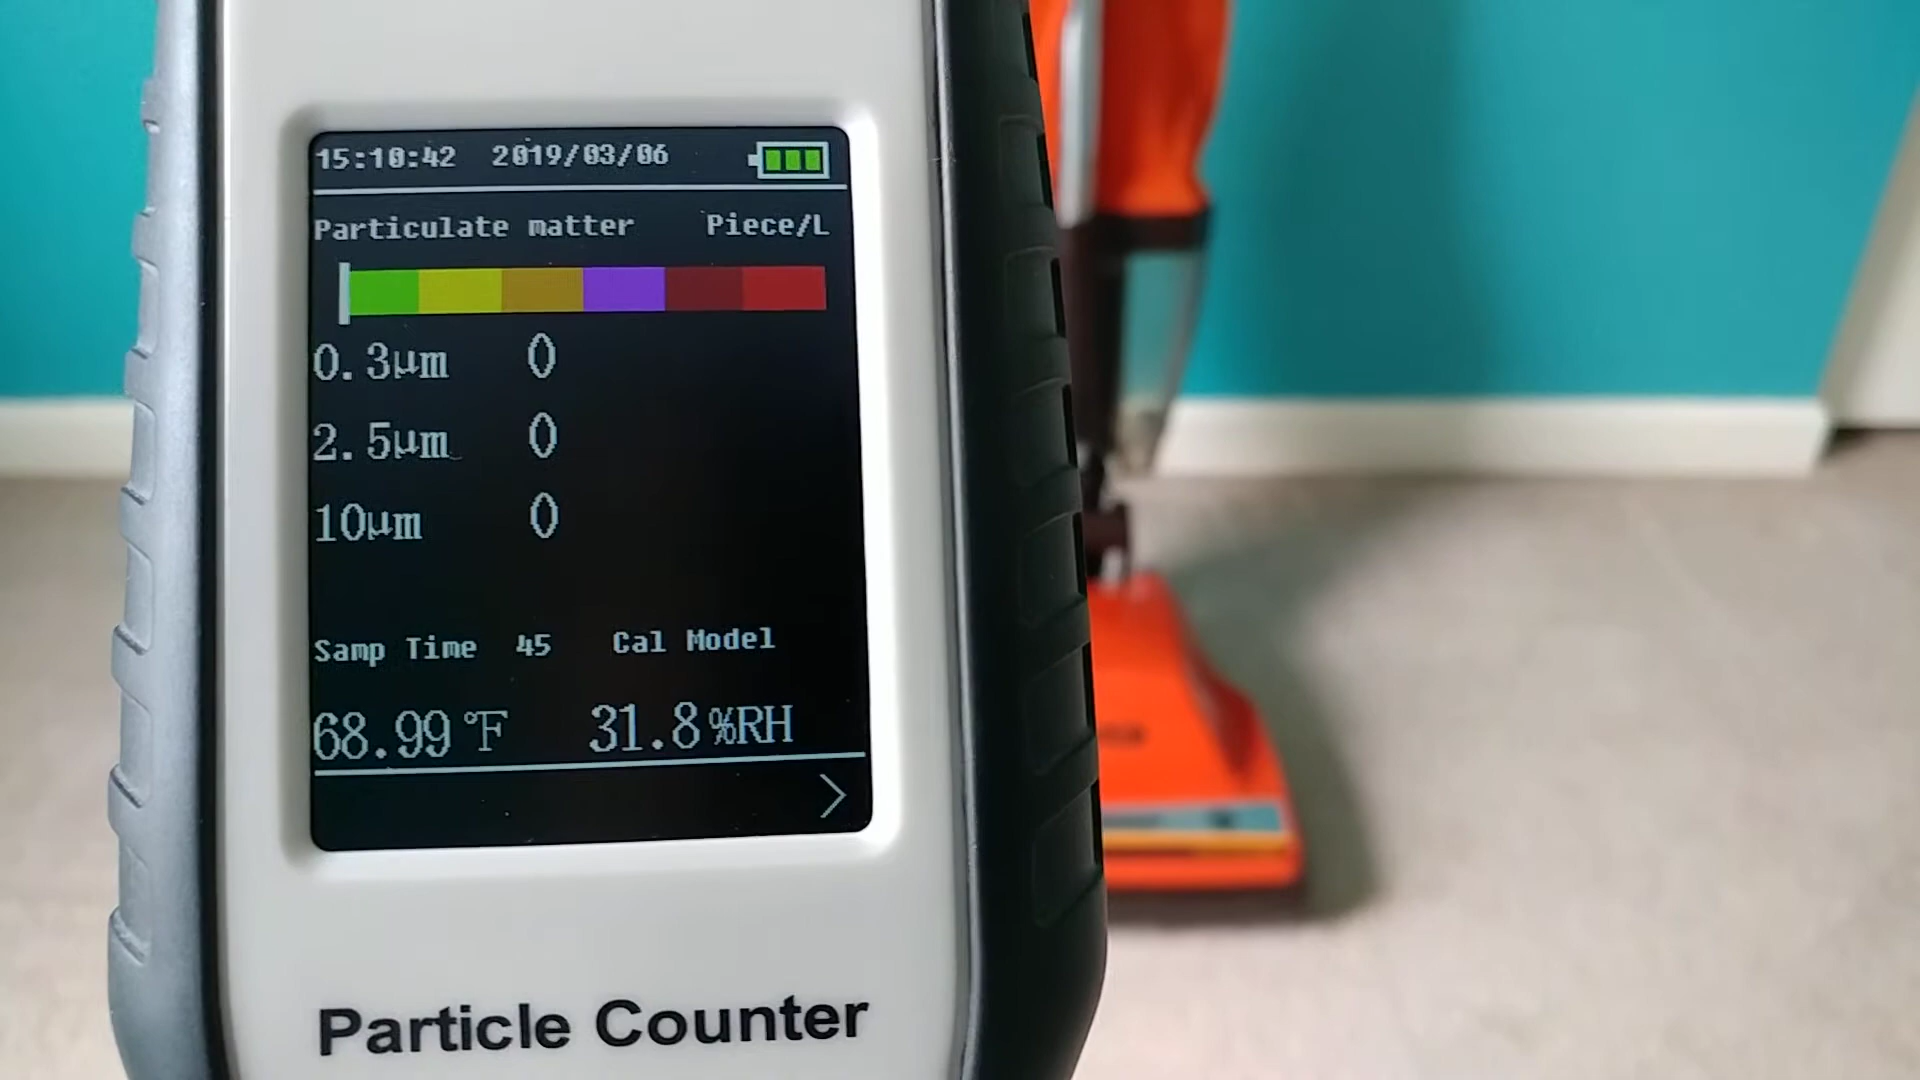 15:10:42 2019/03/06
Particulate matter Piece/L
0.3µm 0
2.5µm 0
10µm 0
Samp Time 45 Cal Model
68.99°F 31.8%RH
>
Particle Counter